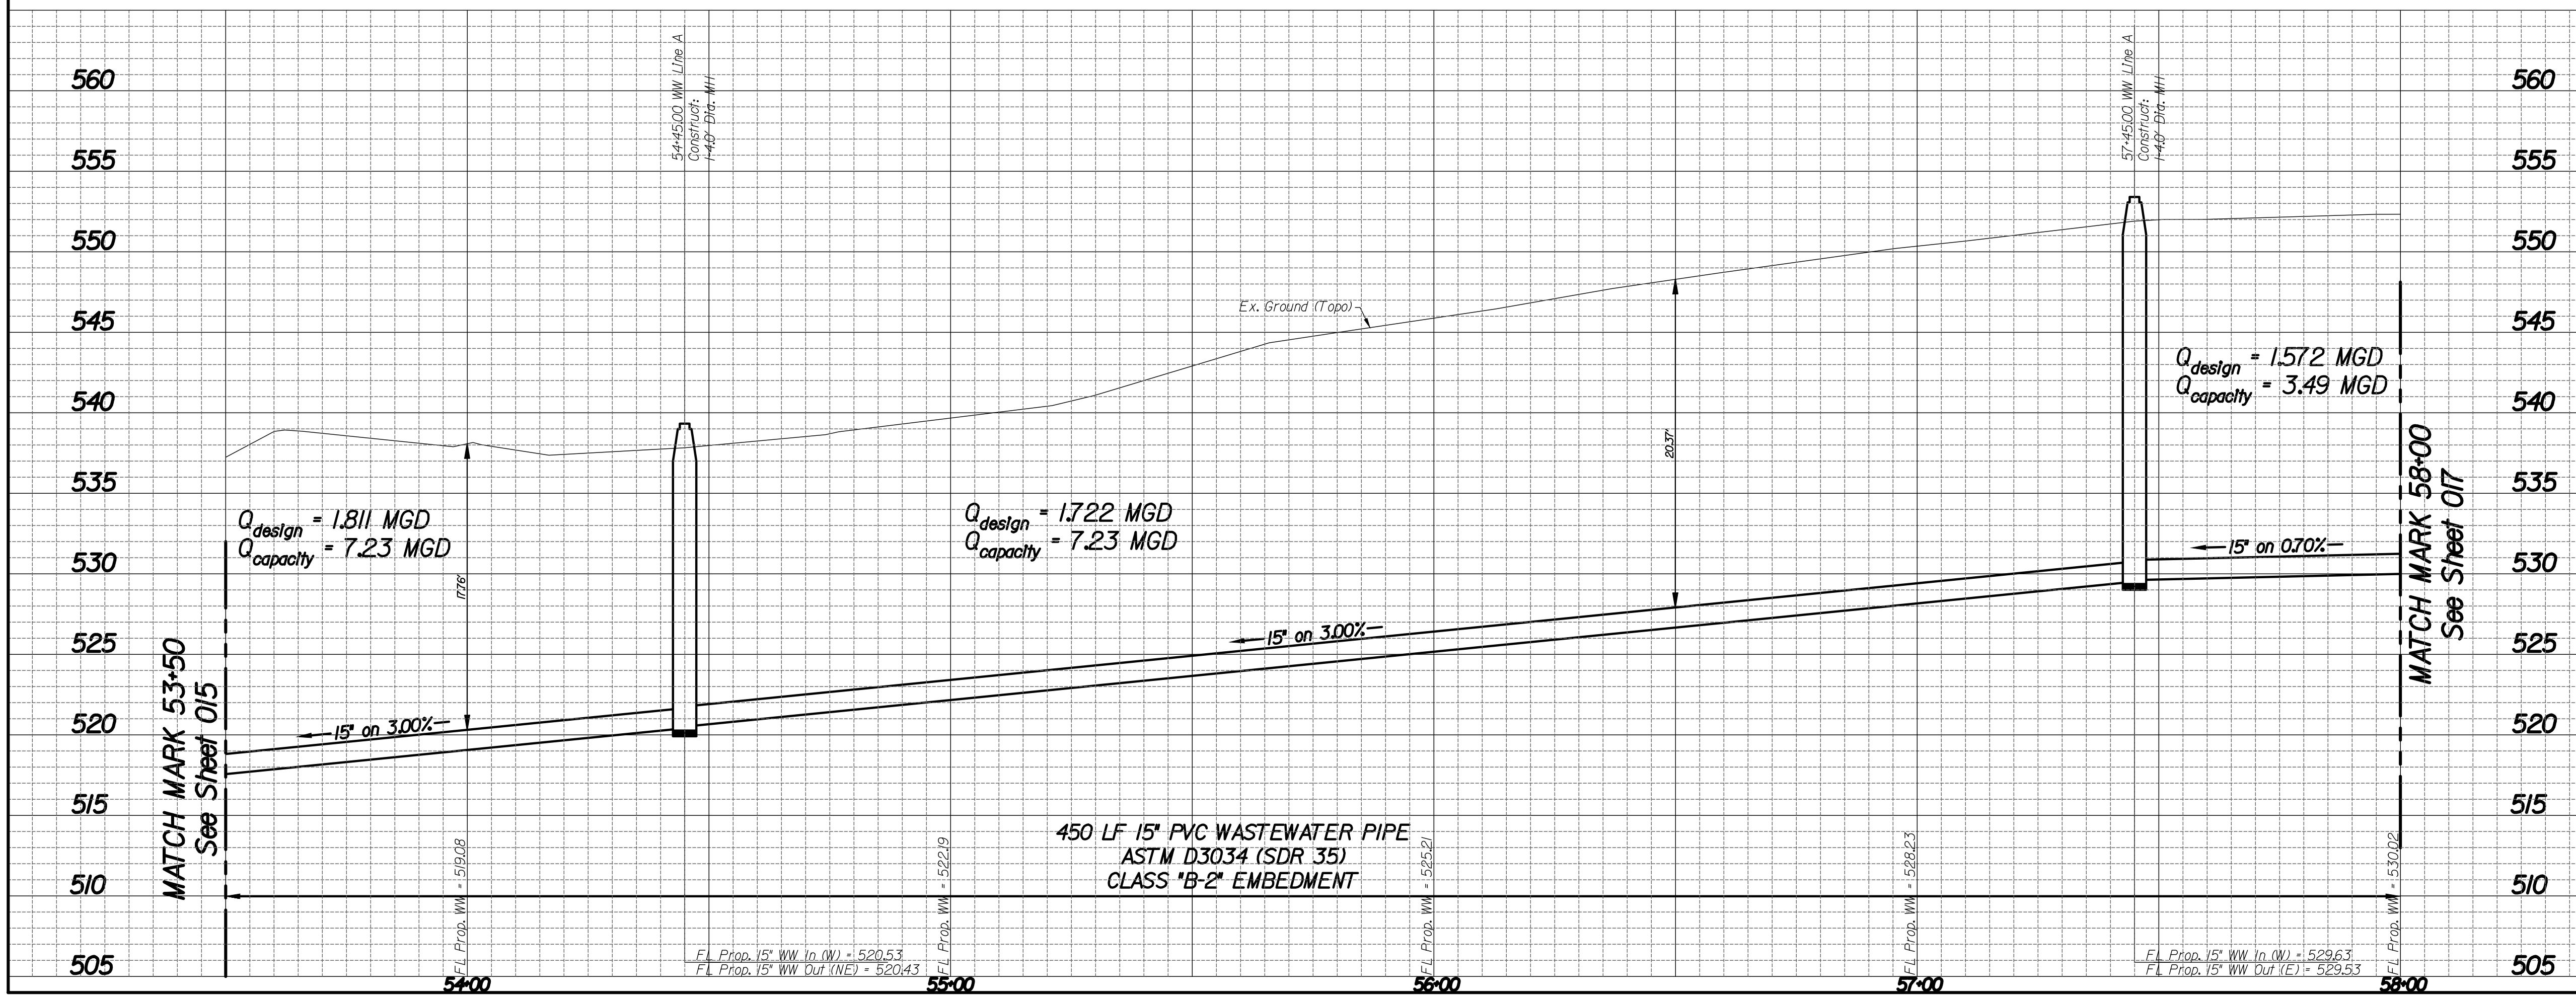 54+45.00 WW Line A
Construct:
1-4.0' Dia. MH
57+45.00 WW Line A
Construct:
1-4.0' Dia. MH
560
560
555
555
550
550
545
545
540
540
535
535
530
530
525
525
520
520
515
515
510
510
505
505
Ex. Ground (Topo)
Qdesign = 1.572 MGD
Qcapacity = 3.49 MGD
Qdesign = 1.811 MGD
Qcapacity = 7.23 MGD
Qdesign = 1.722 MGD
Qcapacity = 7.23 MGD
17.76'
20.37'
15" on 3.00%
15" on 3.00%
15" on 0.70%
MATCH MARK 53+50
See Sheet 015
MATCH MARK 58+00
See Sheet 017
450 LF 15" PVC WASTEWATER PIPE
ASTM D3034 (SDR 35)
CLASS "B-2" EMBEDMENT
FL Prop. WW = 519.08
FL Prop. 15" WW In (W) = 520.53
FL Prop. 15" WW Out (NE) = 520.43
FL Prop. WW = 522.19
FL Prop. WW = 525.21
FL Prop. WW = 528.23
FL Prop. 15" WW In (W) = 529.63
FL Prop. 15" WW Out (E) = 529.53
FL Prop. WW = 530.02
54+00
55+00
56+00
57+00
58+00